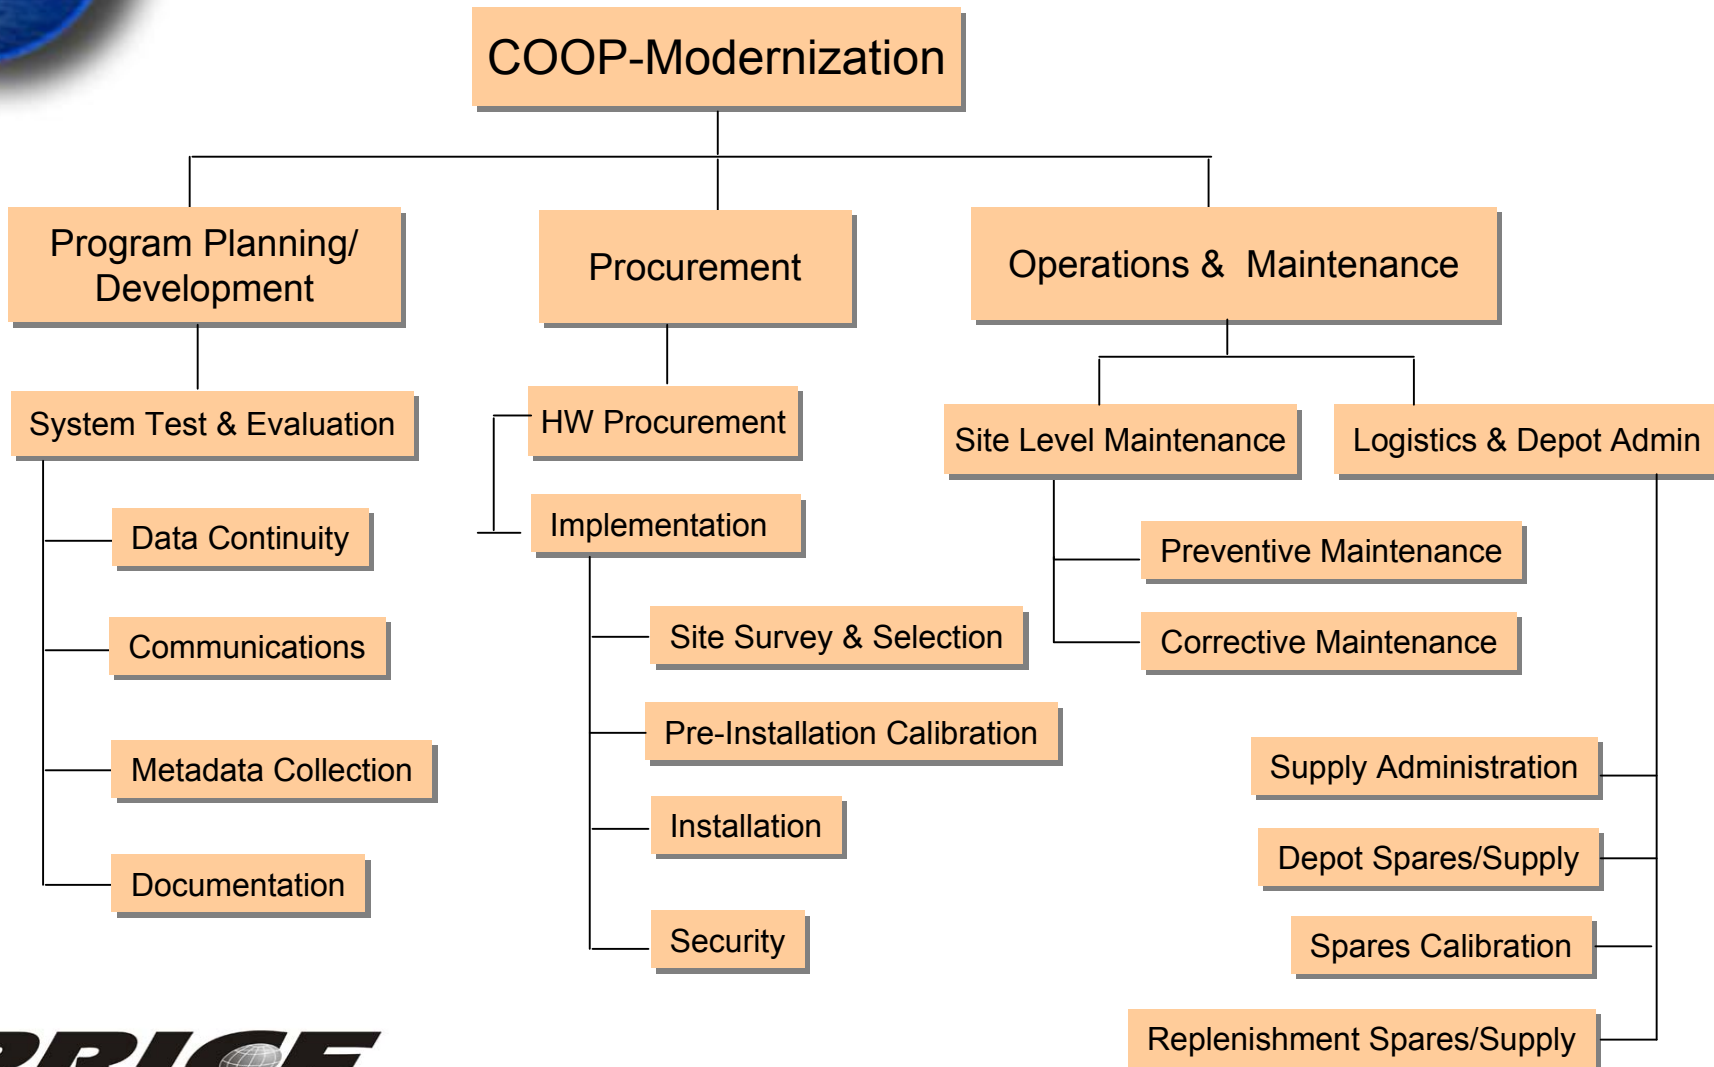 COOP-Modernization
Program Planning/
Development
Procurement
Operations & Maintenance
System Test & Evaluation
HW Procurement
Site Level Maintenance
Logistics & Depot Admin
Data Continuity
Implementation
Preventive Maintenance
Communications
Site Survey & Selection
Corrective Maintenance
Pre-Installation Calibration
Metadata Collection
Supply Administration
Installation
Depot Spares/Supply
Documentation
Security
Spares Calibration
Replenishment Spares/Supply
PRICE